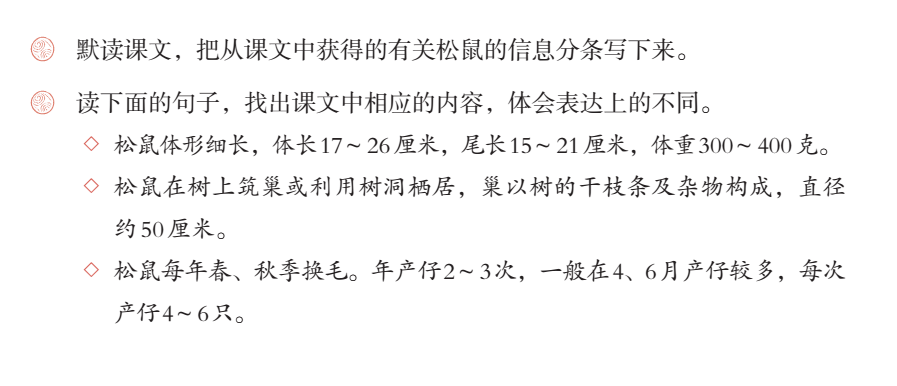 默读课文，把从课文中获得的有关松鼠的信息分条写下来。
读下面的句子，找出课文中相应的内容，体会表达上的不同。
◇ 松鼠体形细长，体长17～26厘米，尾长15～21厘米，体重300～400克。
◇ 松鼠在树上筑巢或利用树洞栖居，巢以树的干枝条及杂物构成，直径
约50厘米。
◇ 松鼠每年春、秋季换毛。年产仔2～3次，一般在4、6月产仔较多，每次
产仔4～6只。